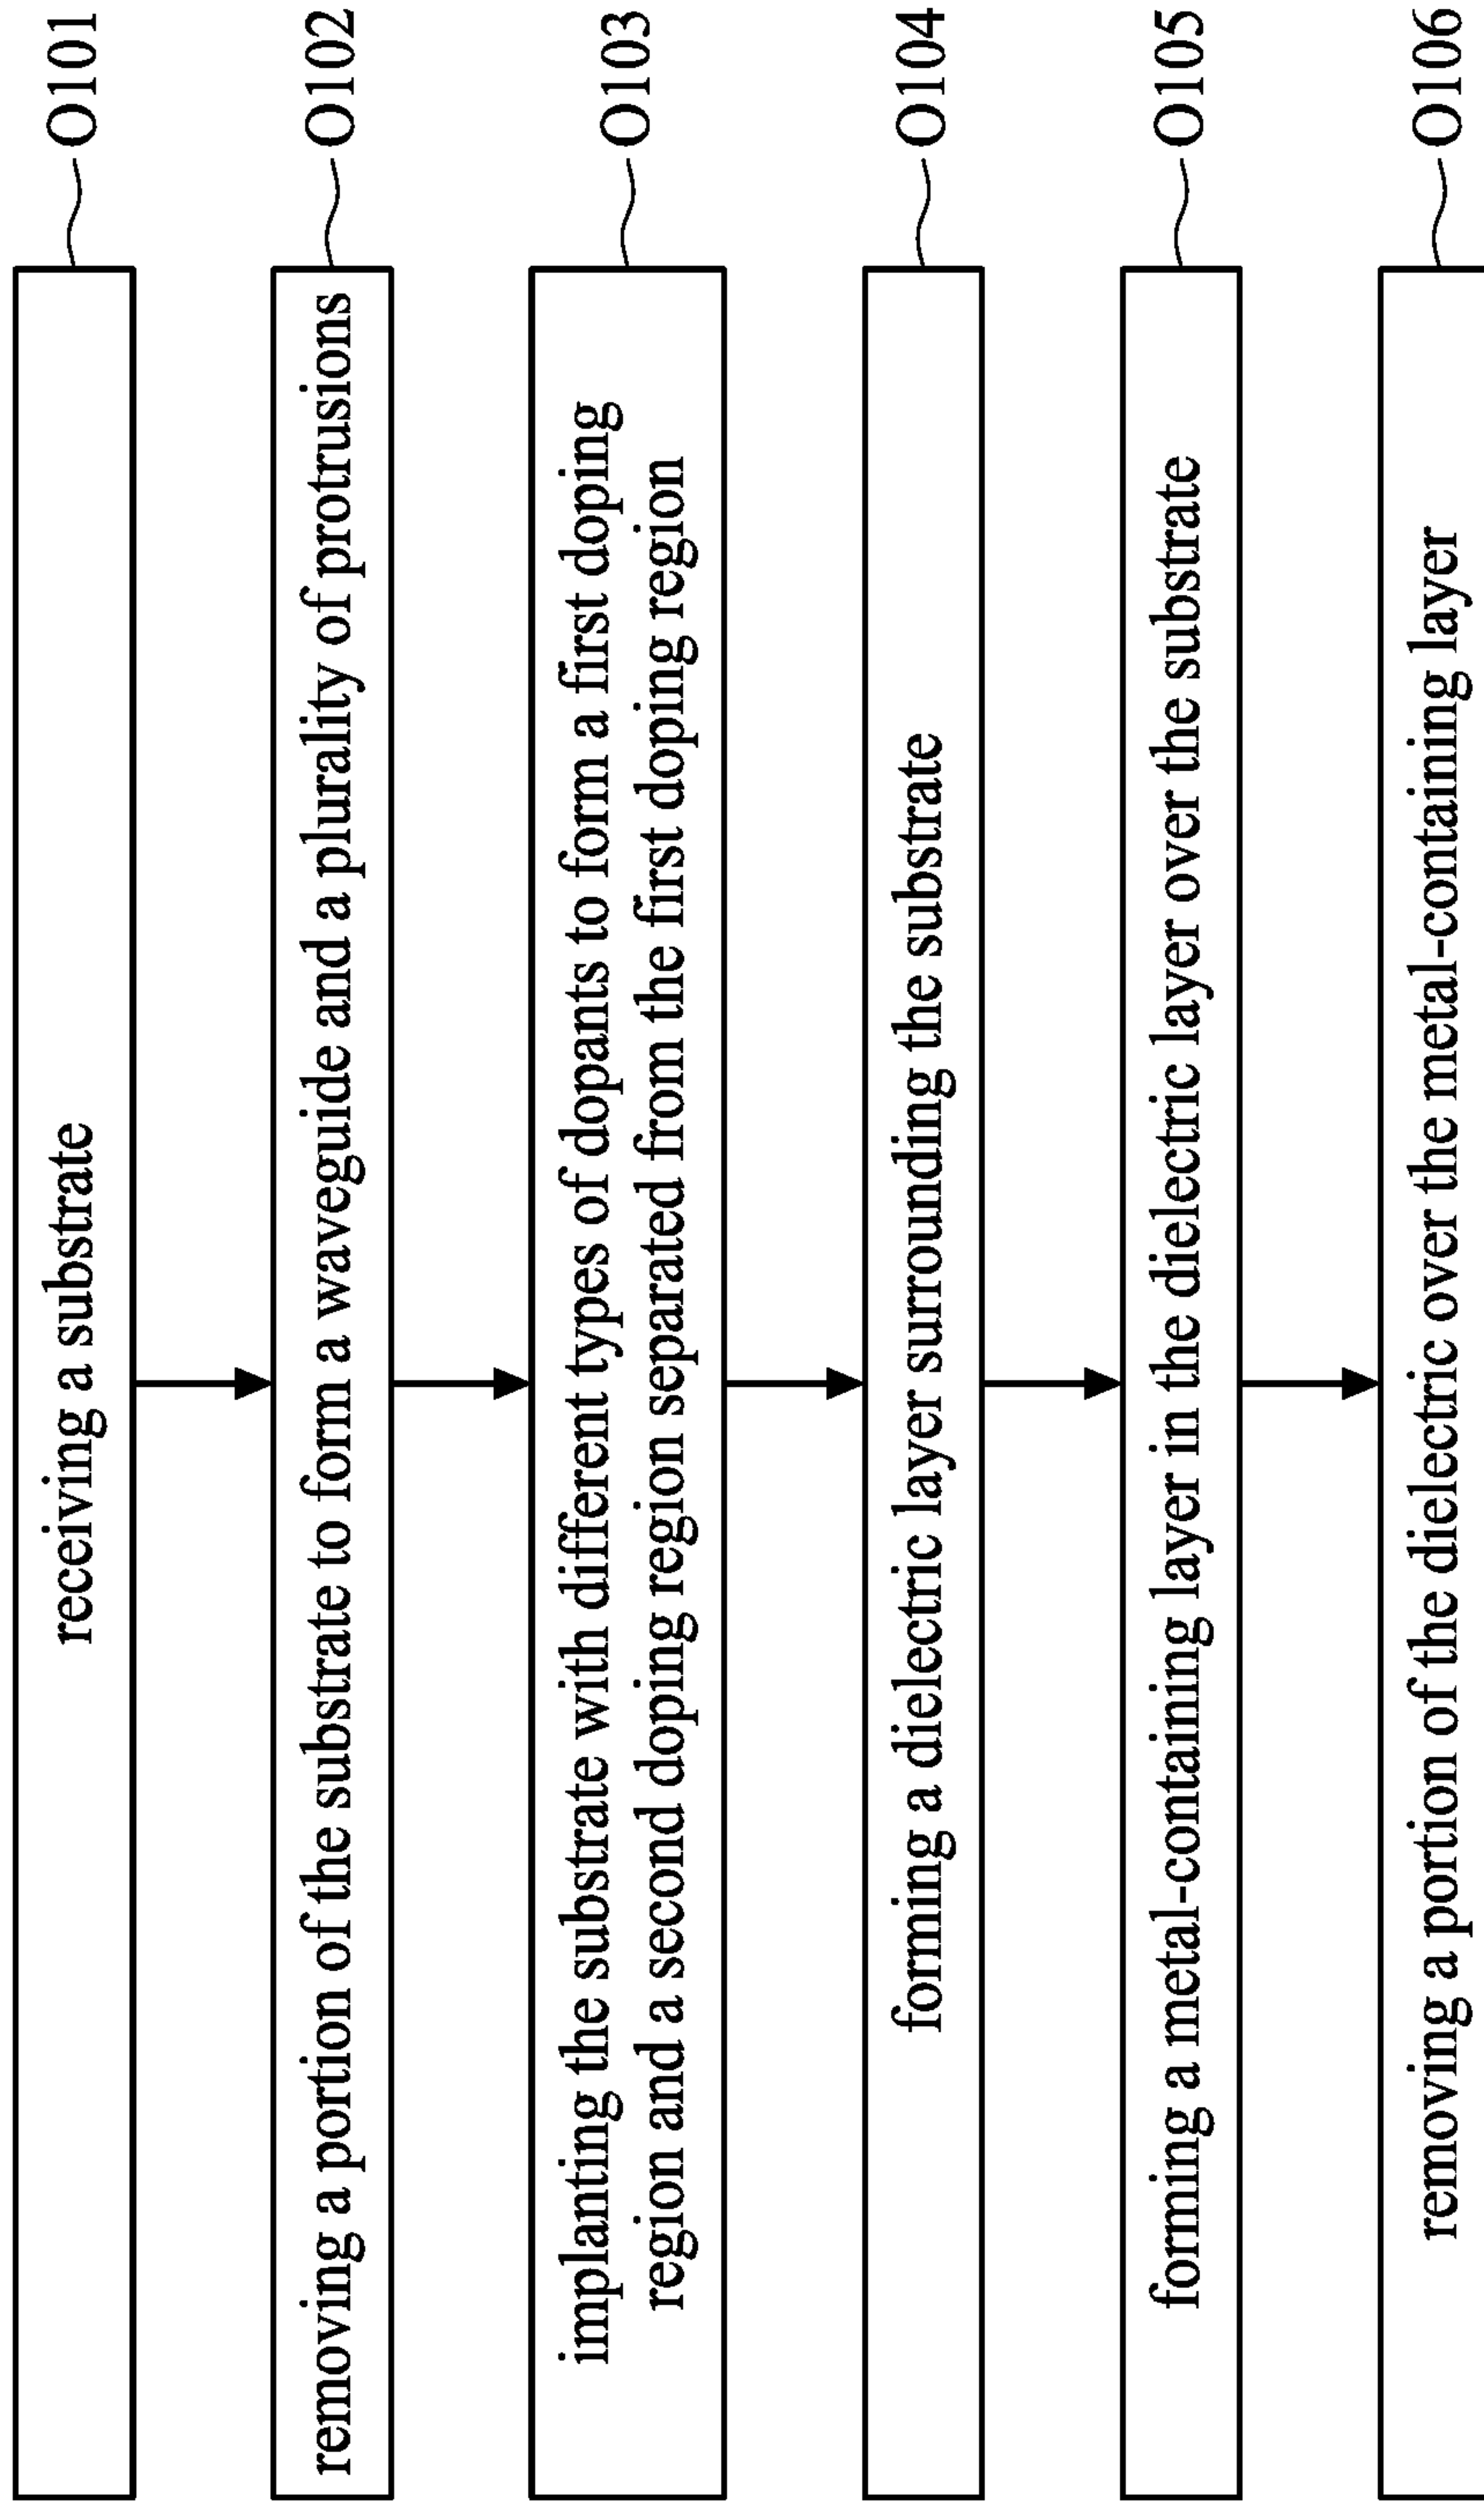 receiving a substrate
O101
removing a portion of the substrate to form a waveguide and a plurality of protrusions
O102
implanting the substrate with different types of dopants to form a first doping
region and a second doping region separated from the first doping region
O103
forming a dielectric layer surrounding the substrate
O104
forming a metal-containing layer in the dielectric layer over the substrate
O105
removing a portion of the dielectric over the metal-containing layer
O106